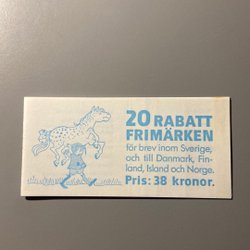 20 RABATT
FRIMÄRKEN
för brev inom Sverige,
och till Danmark, Fin-
land, Island och Norge.
Pris: 38 kronor.